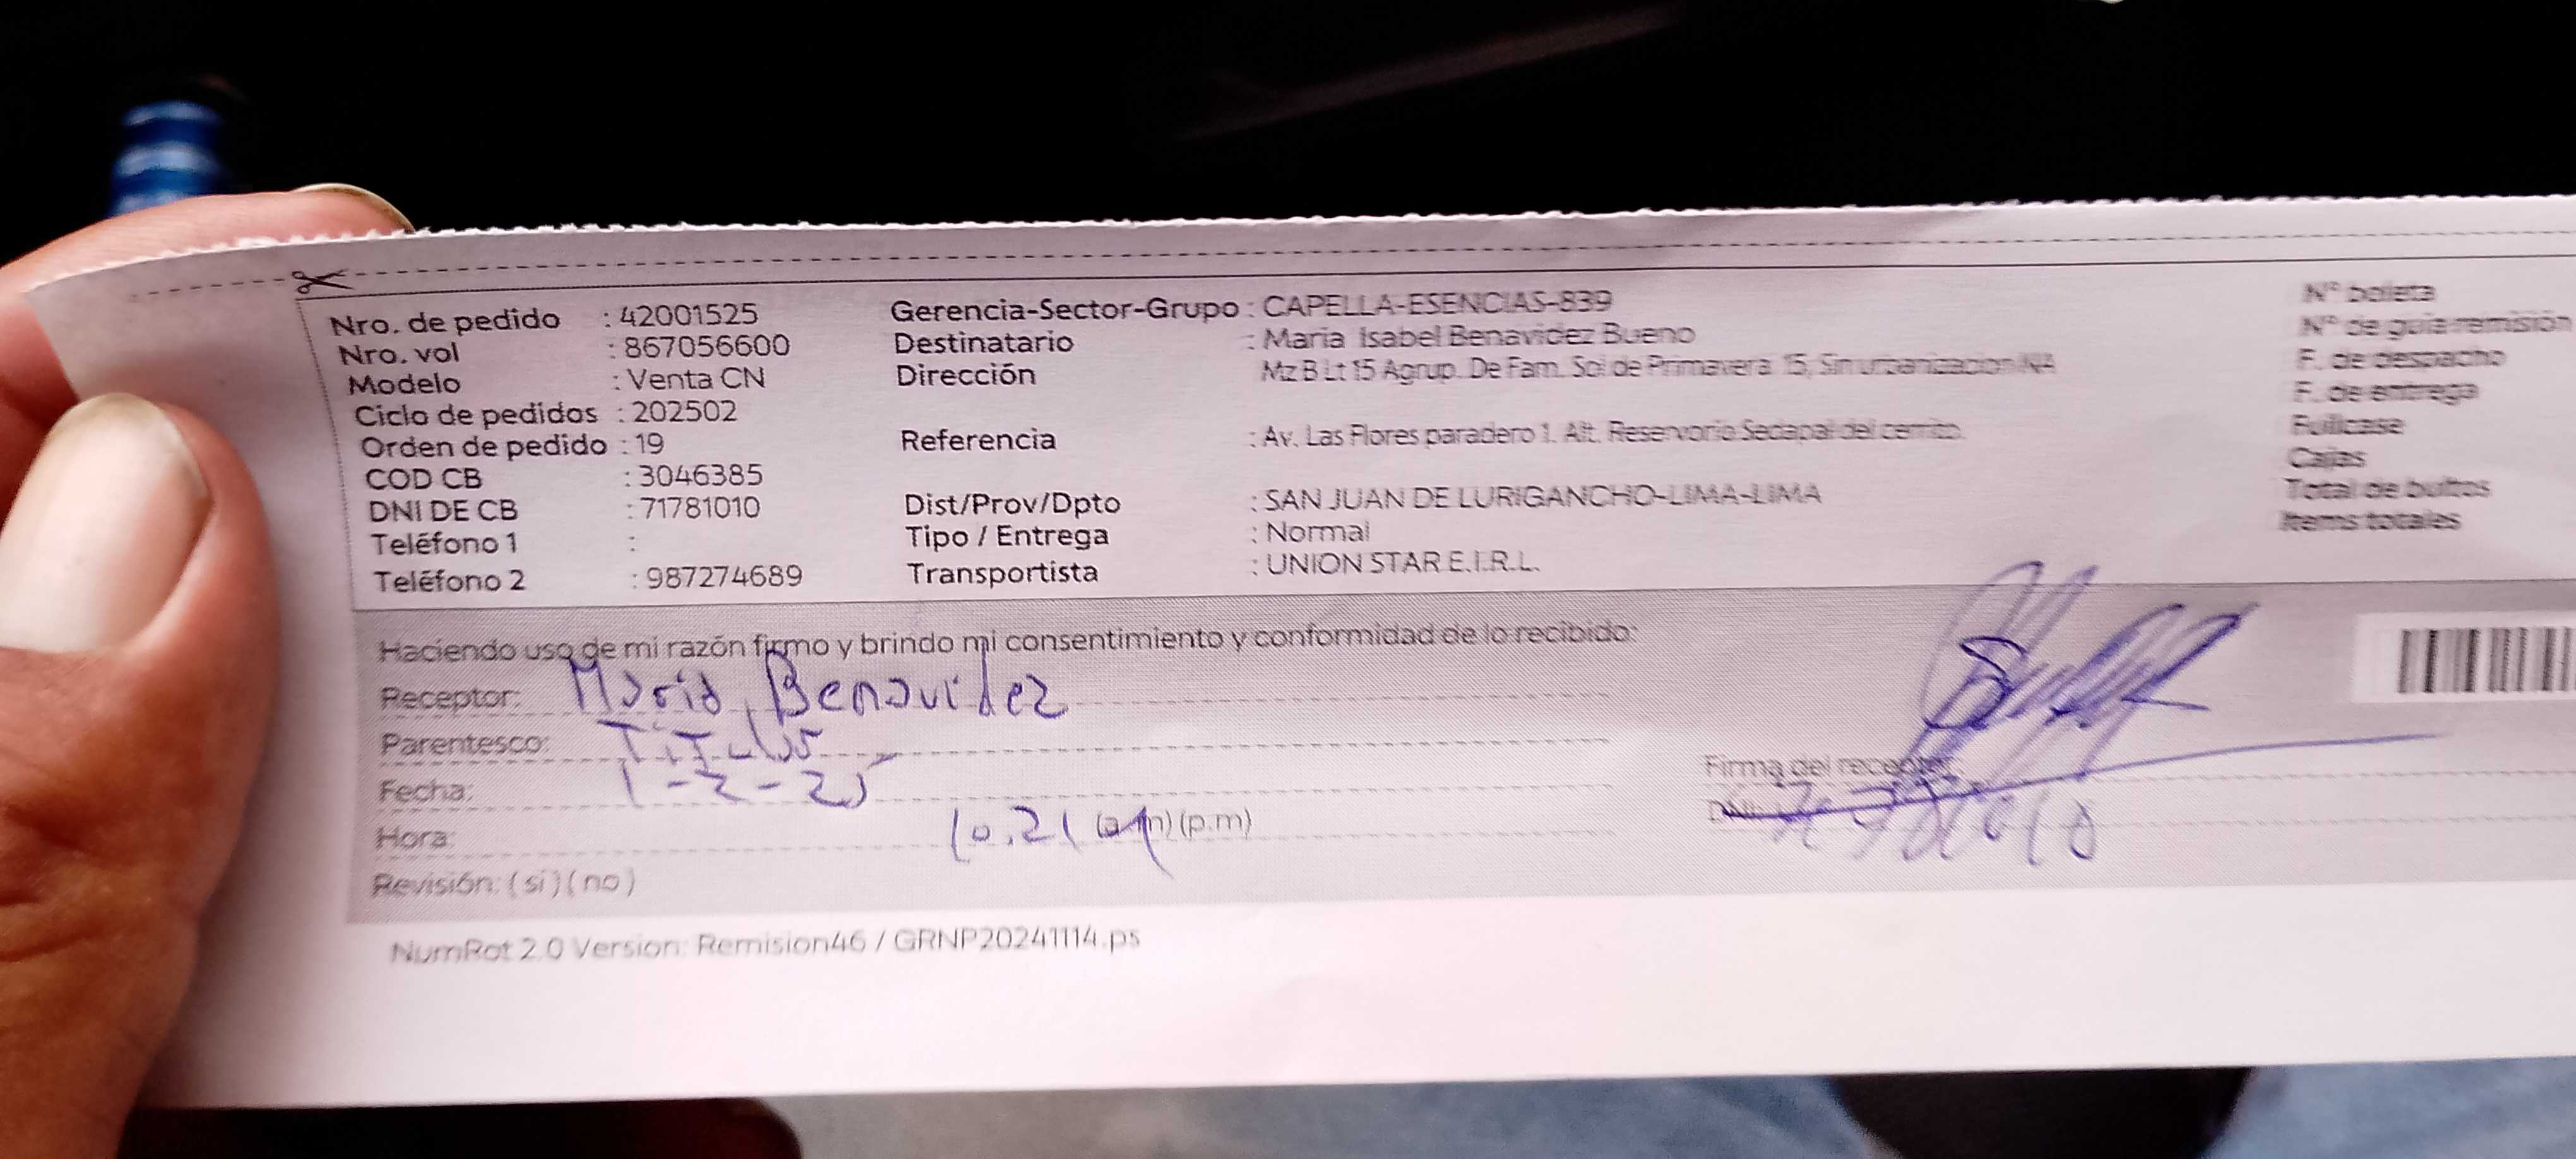 Nro. de pedido : 42001525
Nro. vol : 867056600
Modelo : Venta CN
Ciclo de pedidos : 202502
Orden de pedido : 19
COD CB : 3046385
DNI DE CB : 71781010
Teléfono 1 :
Teléfono 2 : 987274689
Gerencia-Sector-Grupo : CAPELLA-ESENCIAS-839
Destinatario : Maria Isabel Benavidez Bueno
Dirección : Mz B Lt 15 Agrup. De Fam. Sol de Primavera 15, Sin urbanizacion NA
Referencia : Av. Las Flores paradero 1. Alt. Reservorio Sedapal del cerrito.
Dist/Prov/Dpto : SAN JUAN DE LURIGANCHO-LIMA-LIMA
Tipo / Entrega : Normal
Transportista : UNION STAR E.I.R.L.
N° boleta
N° de guia remisión
F. de despacho
F. de entrega
Fullcase
Cajas
Total de bultos
Items totales
Haciendo uso de mi razón firmo y brindo mi consentimiento y conformidad de lo recibido:
Receptor: Maria Benavidez
Parentesco: Titular
Fecha: 1-2-25
Hora: 10.21 (a.m) (p.m)
Revisión: (si) (no)
Firma del receptor
DNI:
NumRot 2.0 Version: Remision46 / GRNP20241114.ps